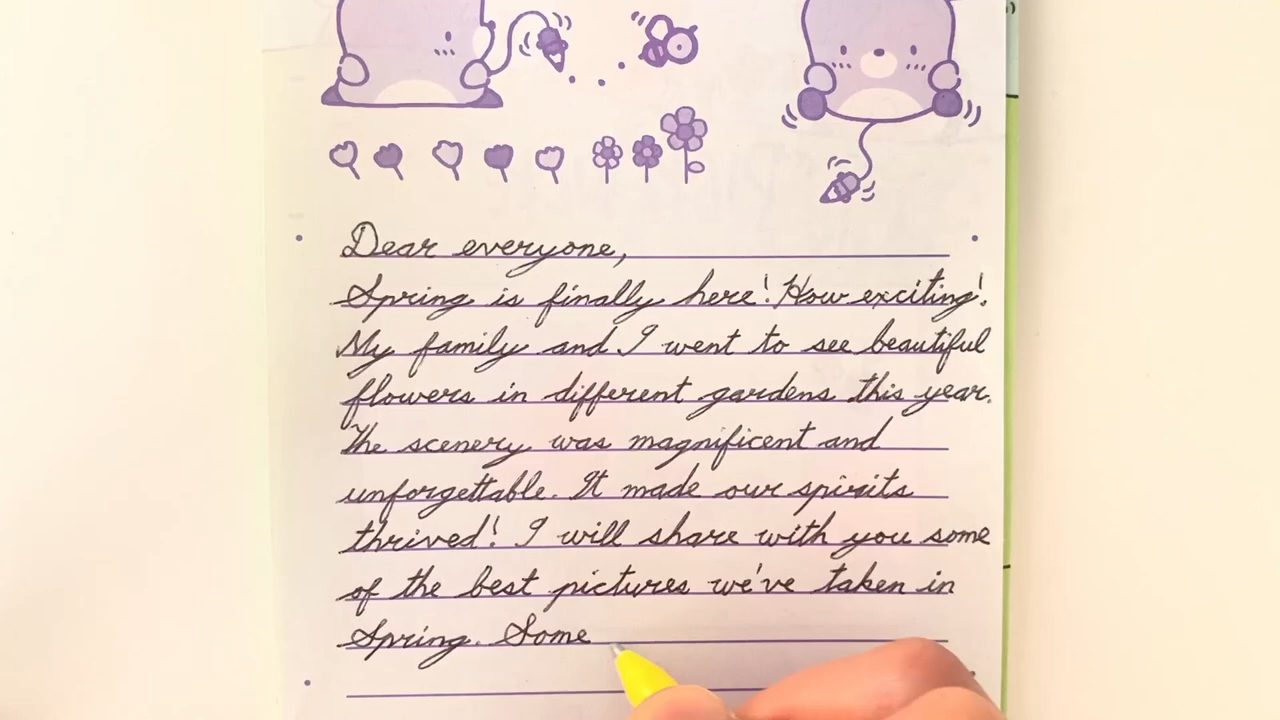 Dear everyone,
Spring is finally here! How exciting!
My family and I went to see beautiful
flowers in different gardens this year.
The scenery was magnificent and
unforgettable. It made our spirits
thrived! I will share with you some
of the best pictures we've taken in
Spring. Some